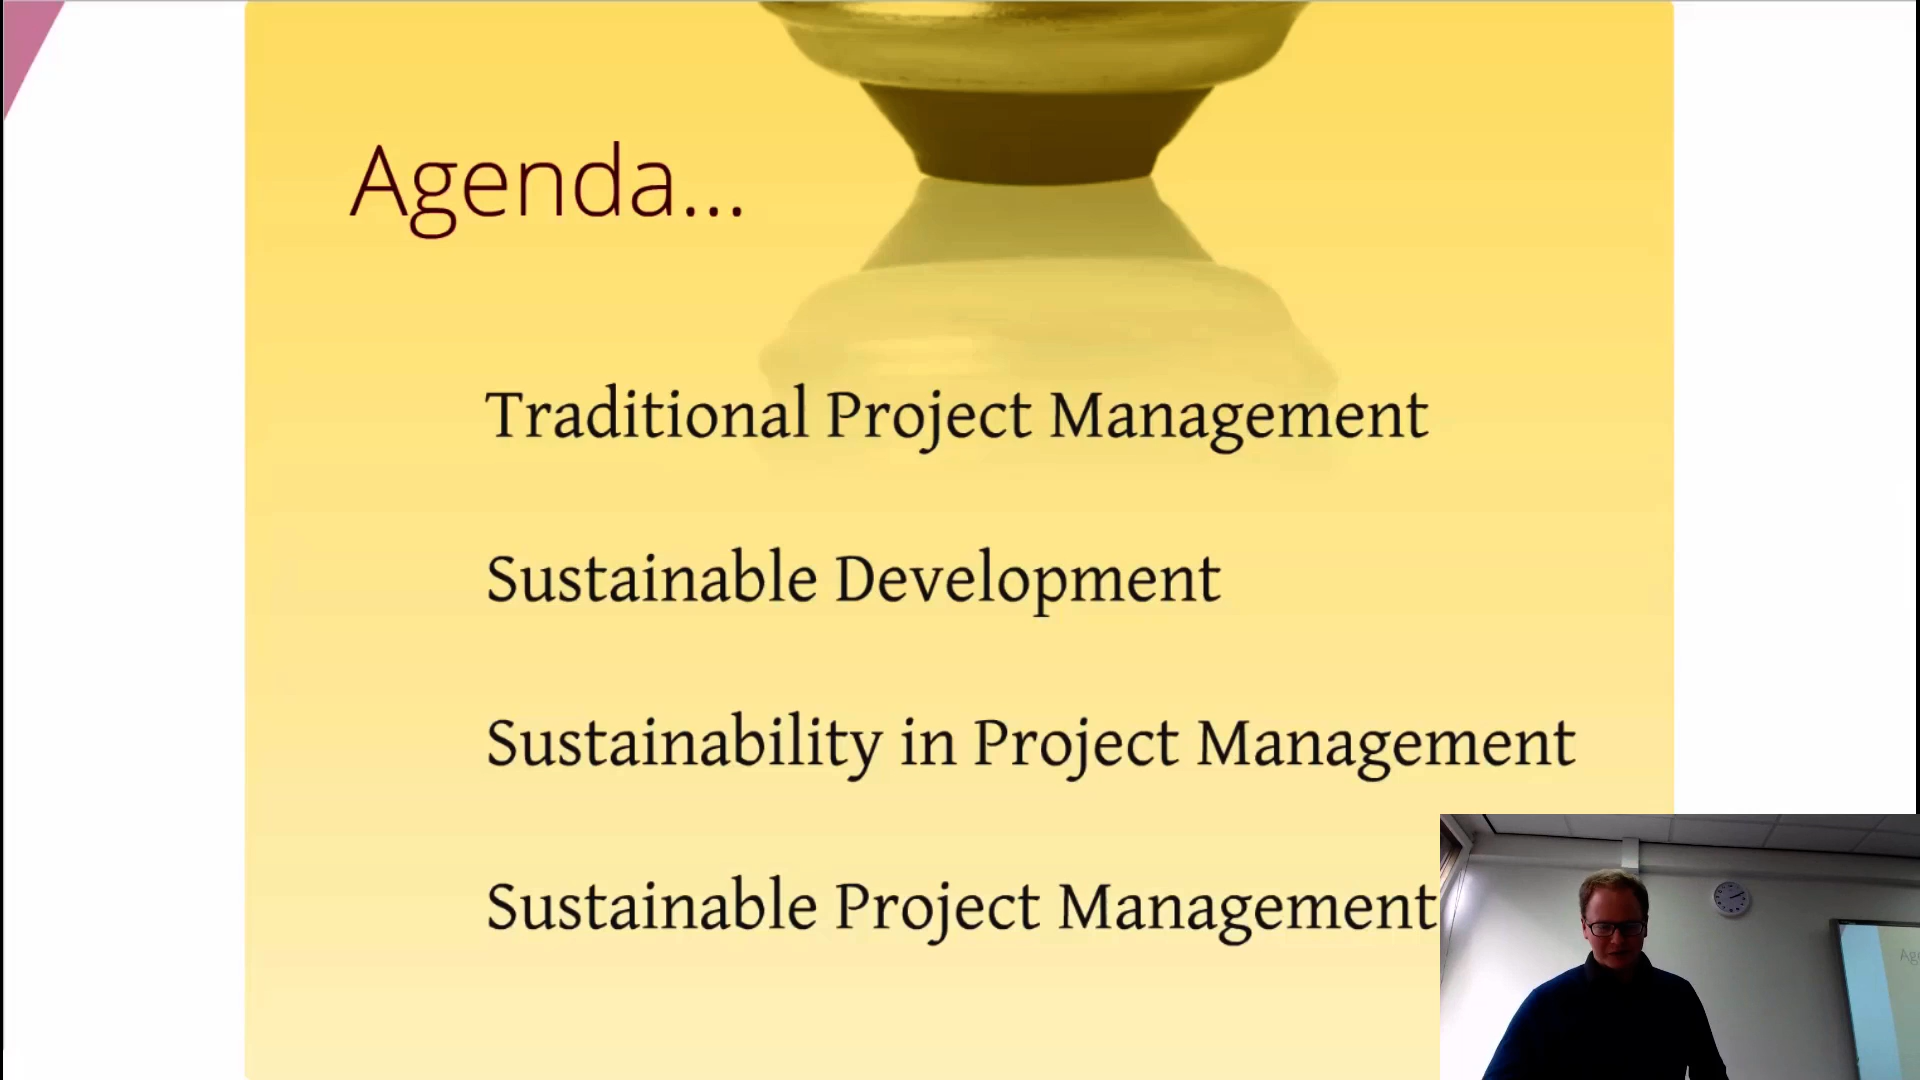 Agenda...
Traditional Project Management
Sustainable Development
Sustainability in Project Management
Sustainable Project Management